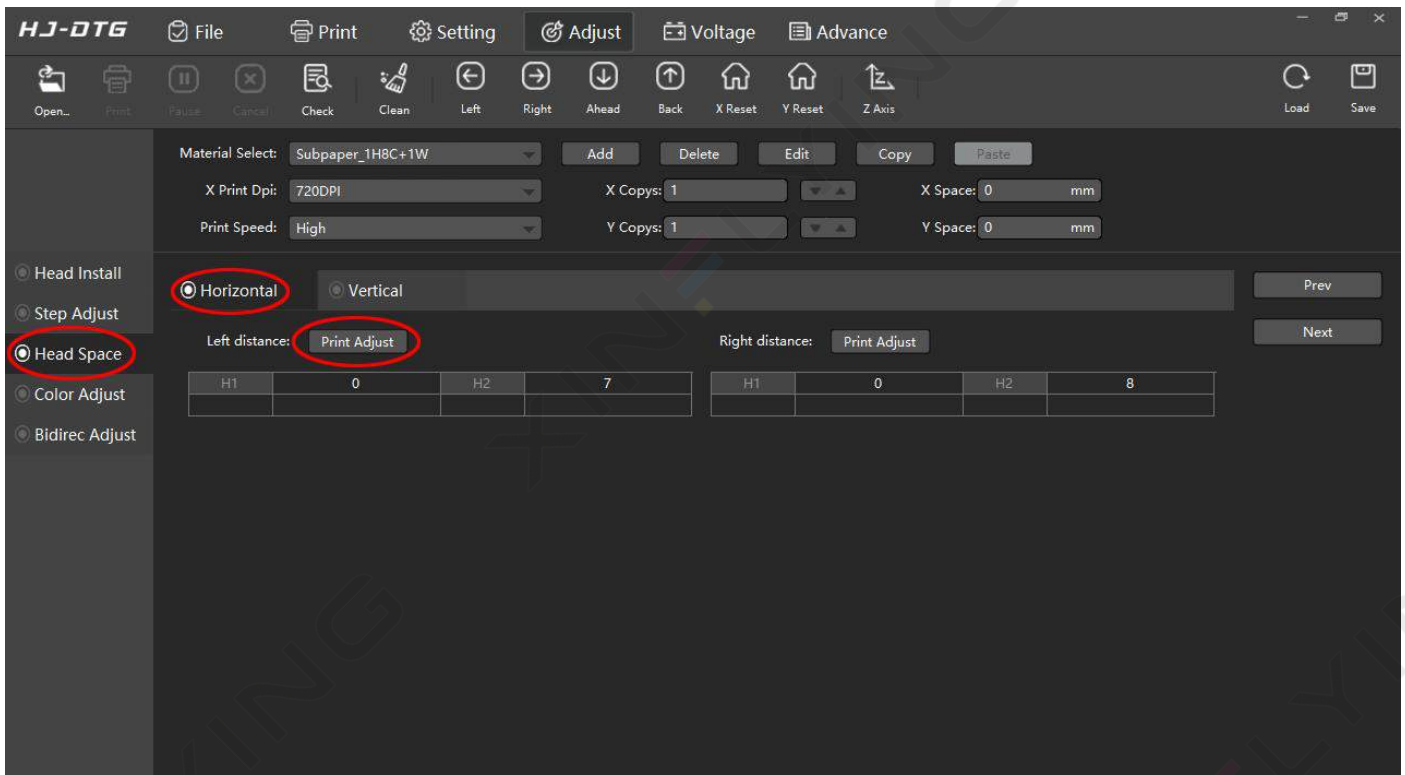 HJ-DTG File Print Setting Adjust Voltage Advance
Open... Print Pause Cancel Check Clean Left Right Ahead Back X Reset Y Reset Z Axis Load Save
Material Select: Subpaper_1H8C+1W Add Delete Edit Copy Paste
X Print Dpi: 720DPI X Copys: 1 X Space: 0 mm
Print Speed: High Y Copys: 1 Y Space: 0 mm
Head Install
Step Adjust
Head Space
Color Adjust
Bidirec Adjust
Horizontal Vertical Prev
Next
Left distance: Print Adjust Right distance: Print Adjust
H1 0 H2 7 H1 0 H2 8
XINFLYING
XINFLYING